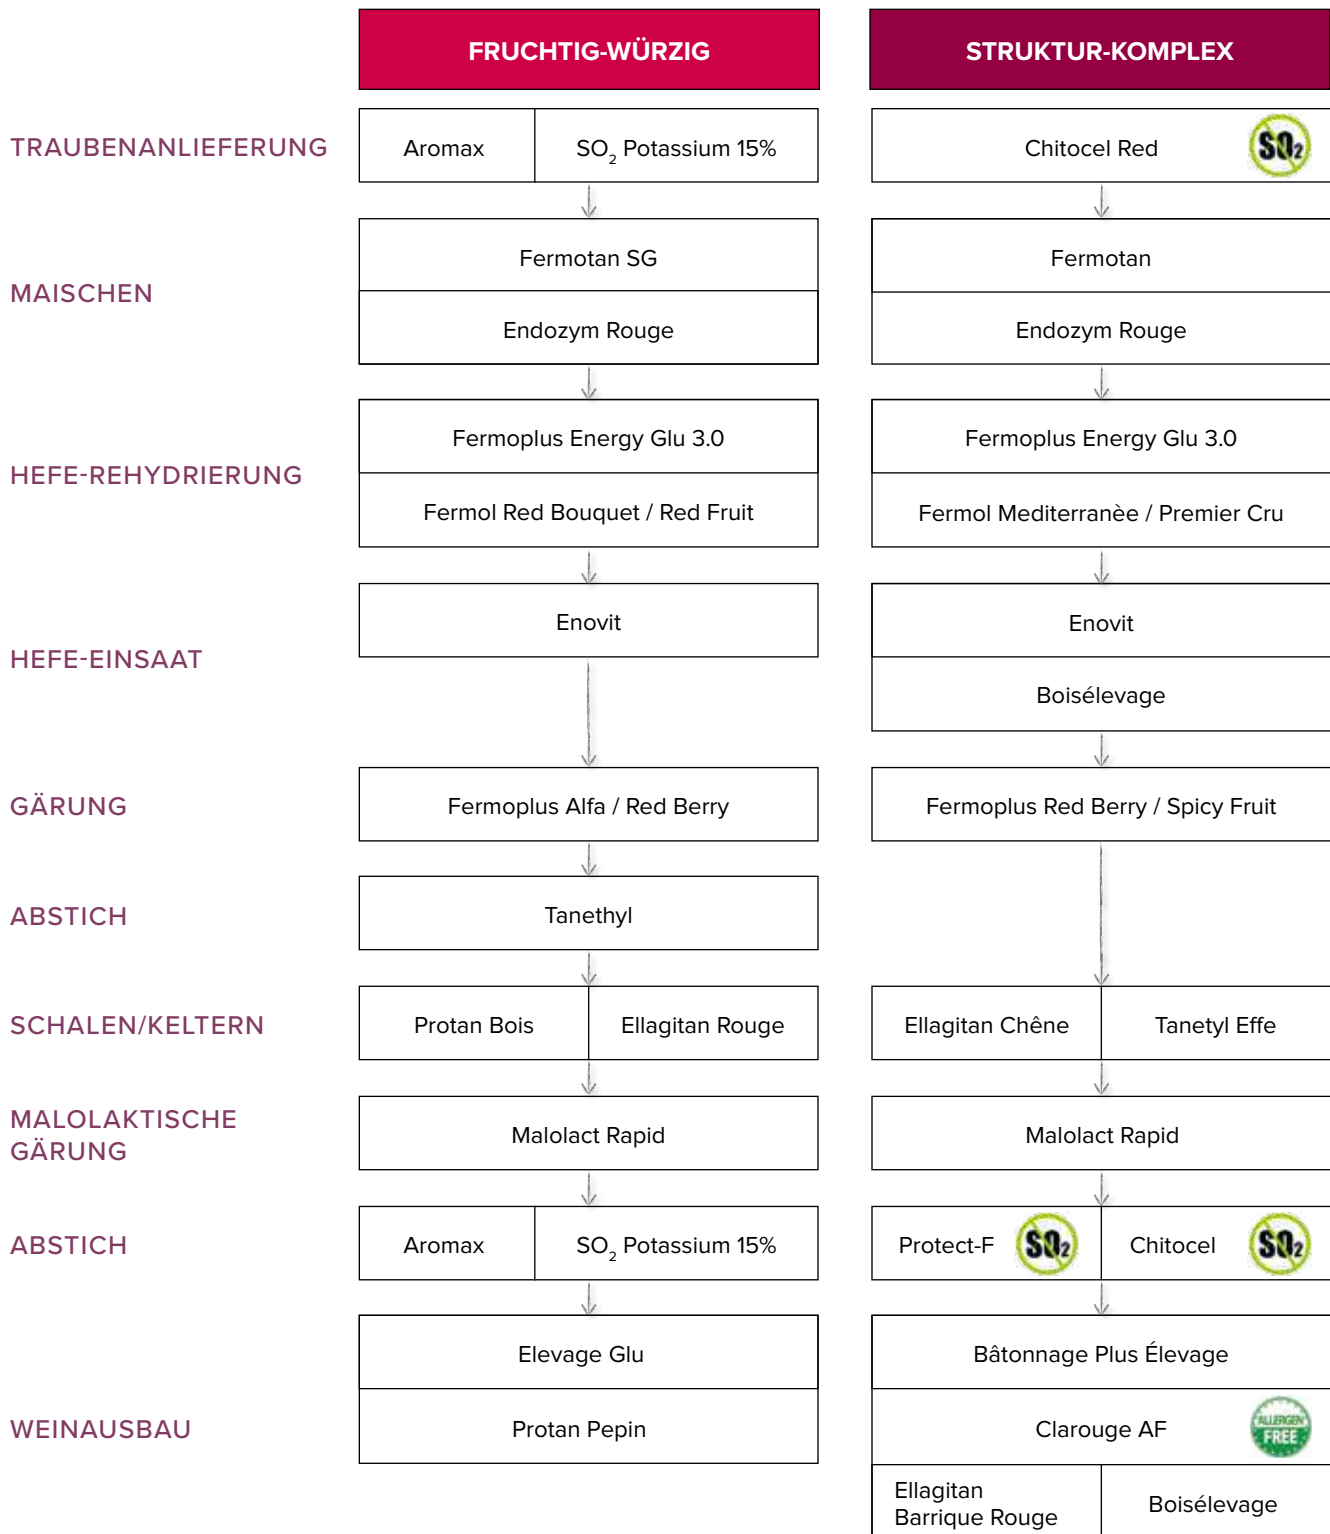 FRUCHTIG-WÜRZIG
STRUKTUR-KOMPLEX
TRAUBENANLIEFERUNG
Aromax
SO₂ Potassium 15%
Chitocel Red
SO₂
MAISCHEN
Fermotan SG
Endozym Rouge
Fermotan
Endozym Rouge
HEFE-REHYDRIERUNG
Fermoplus Energy Glu 3.0
Fermol Red Bouquet / Red Fruit
Fermoplus Energy Glu 3.0
Fermol Mediterranèe / Premier Cru
HEFE-EINSAAT
Enovit
Enovit
Boisélevage
GÄRUNG
Fermoplus Alfa / Red Berry
Fermoplus Red Berry / Spicy Fruit
ABSTICH
Tanethyl
SCHALEN/KELTERN
Protan Bois
Ellagitan Rouge
Ellagitan Chêne
Tanetyl Effe
MALOLAKTISCHE
GÄRUNG
Malolact Rapid
Malolact Rapid
ABSTICH
Aromax
SO₂ Potassium 15%
Protect-F
SO₂
Chitocel
SO₂
WEINAUSBAU
Elevage Glu
Protan Pepin
Bâtonnage Plus Élevage
Clarouge AF
ALLERGEN
FREE
Ellagitan
Barrique Rouge
Boisélevage